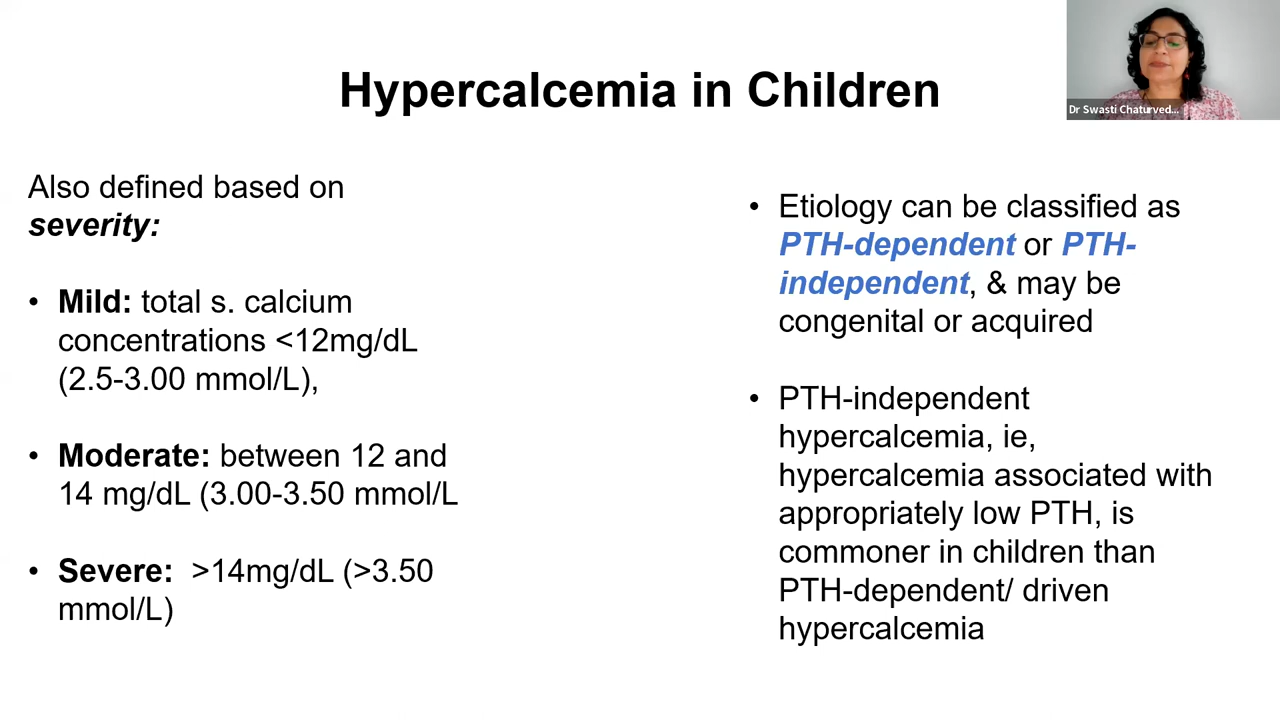 Hypercalcemia in Children
Dr Swasti Chaturved...
Also defined based on
severity:
• Mild: total s. calcium
concentrations <12mg/dL
(2.5-3.00 mmol/L),
• Moderate: between 12 and
14 mg/dL (3.00-3.50 mmol/L
• Severe:  >14mg/dL (>3.50
mmol/L)
• Etiology can be classified as
PTH-dependent or PTH-
independent, & may be
congenital or acquired
• PTH-independent
hypercalcemia, ie,
hypercalcemia associated with
appropriately low PTH, is
commoner in children than
PTH-dependent/ driven
hypercalcemia